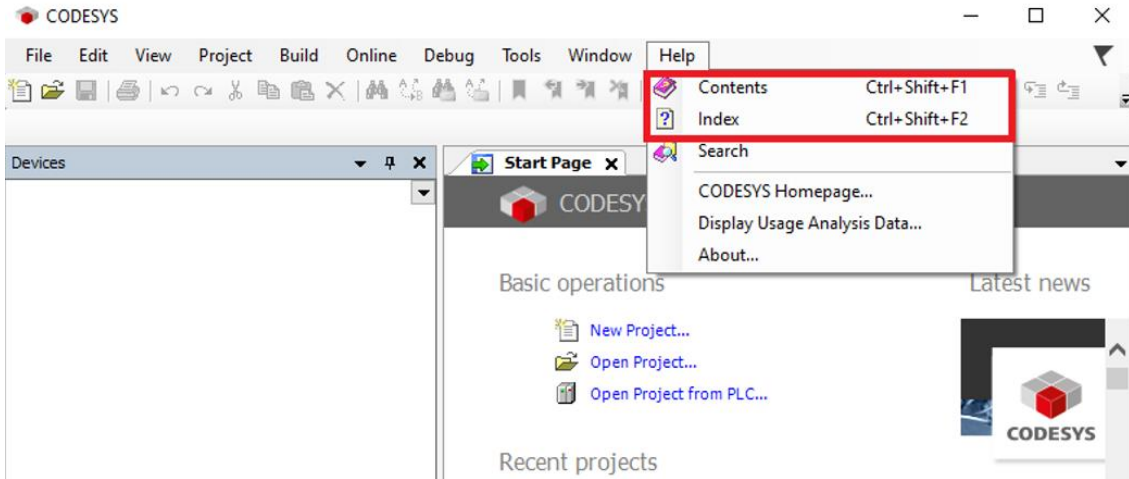 CODESYS
File Edit View Project Build Online Debug Tools Window Help
Contents Ctrl+Shift+F1
Index Ctrl+Shift+F2
Search
CODESYS Homepage...
Display Usage Analysis Data...
About...
Devices
Start Page
CODESY
Basic operations
New Project...
Open Project...
Open Project from PLC...
Recent projects
Latest news
CODESYS